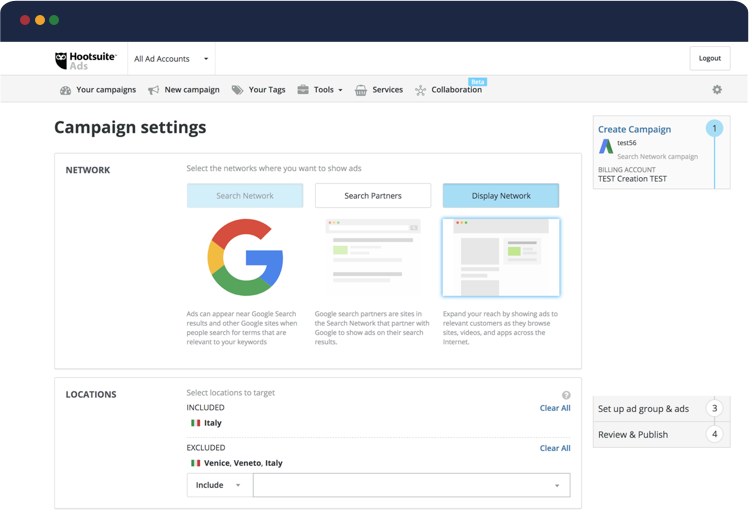 Hootsuite™
Ads
All Ad Accounts
Logout
Your campaigns
New campaign
Your Tags
Tools
Services
Collaboration
Beta
Campaign settings
NETWORK
Select the networks where you want to show ads
Search Network
Search Partners
Display Network
Ads can appear near Google Search
results and other Google sites when
people search for terms that are
relevant to your keywords
Google search partners are sites in
the Search Network that partner with
Google to show ads on their search
results.
Expand your reach by showing ads to
relevant customers as they browse
sites, videos, and apps across the
Internet.
LOCATIONS
Select locations to target
?
INCLUDED
Clear All
Italy
EXCLUDED
Clear All
Venice, Veneto, Italy
Include
Create Campaign
1
test56
Search Network campaign
BILLING ACCOUNT
TEST Creation TEST
Set up ad group & ads
3
Review & Publish
4